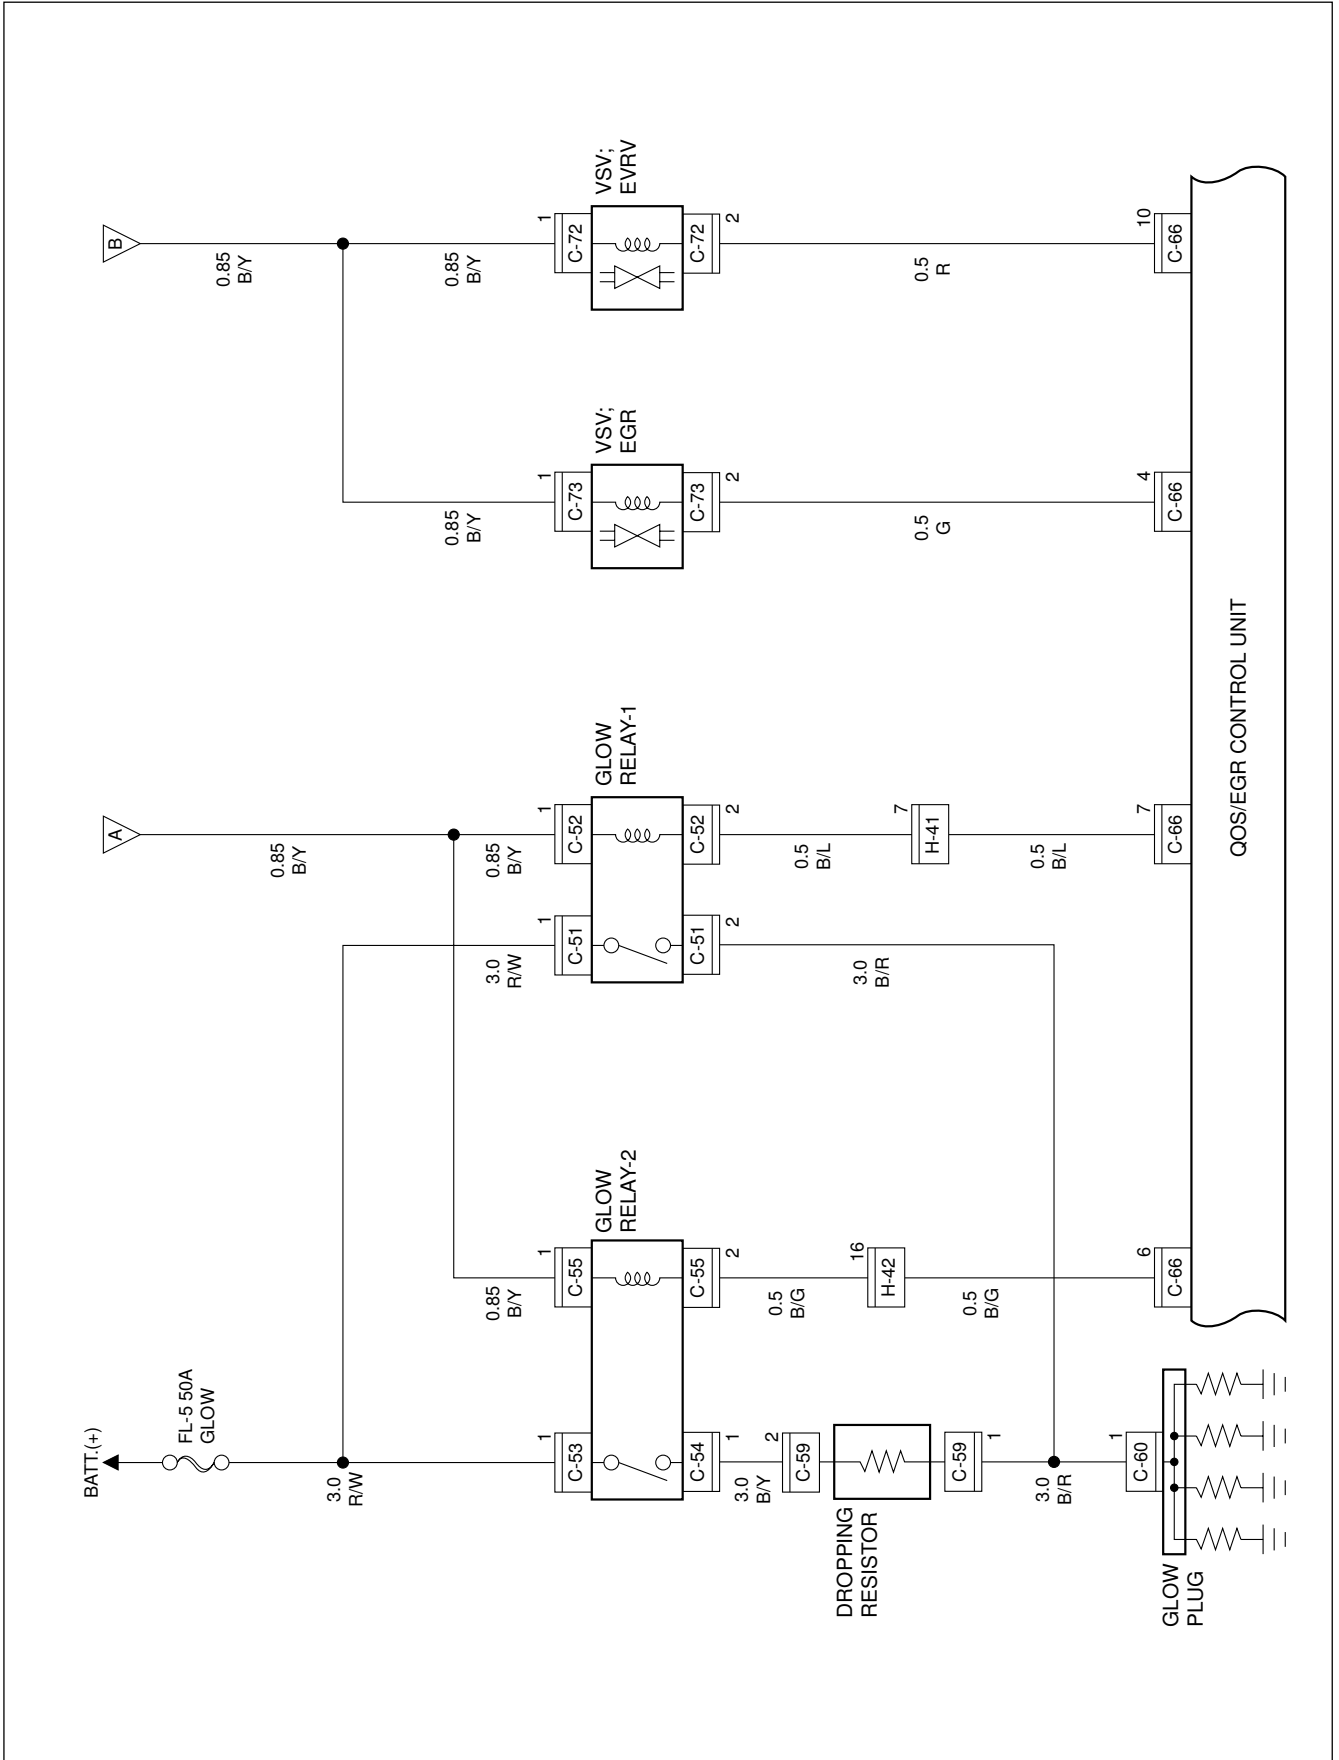 BATT.(+)
FL-5 50A
GLOW
A
B
0.85
B/Y
0.85
B/Y
3.0
R/W
0.85
B/Y
3.0
R/W
0.85
B/Y
0.85
B/Y
0.85
B/Y
1
C-53
1
C-55
1
C-51
1
C-52
1
C-73
1
C-72
GLOW
RELAY-2
GLOW
RELAY-1
VSV;
EGR
VSV;
EVRV
C-54
1
C-55
2
C-51
2
C-52
2
C-73
2
C-72
2
3.0
B/Y
0.5
B/G
3.0
B/R
0.5
B/L
0.5
G
0.5
R
2
C-59
16
H-42
7
H-41
DROPPING
RESISTOR
C-59
1
0.5
B/G
0.5
B/L
3.0
B/R
1
C-60
6
C-66
7
C-66
4
C-66
10
C-66
GLOW
PLUG
QOS/EGR CONTROL UNIT